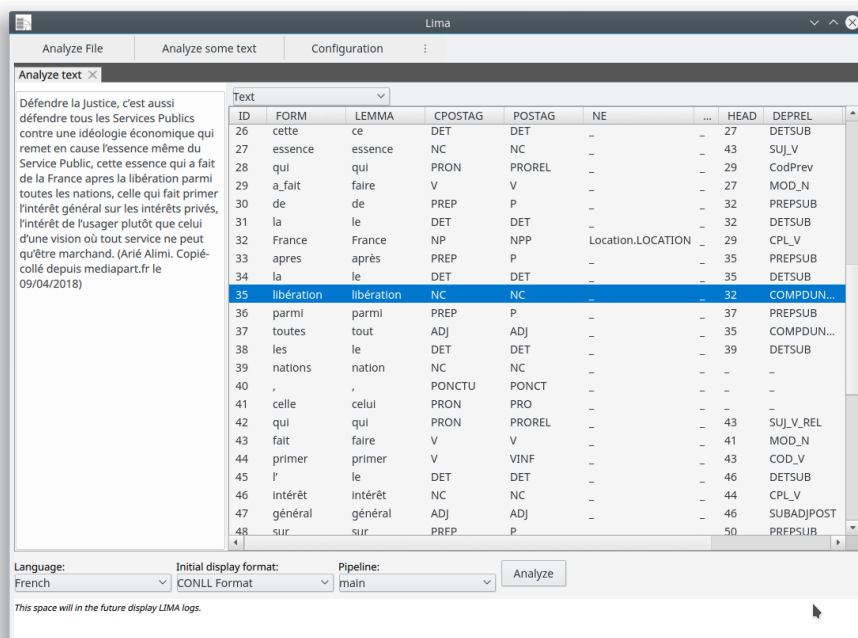 Lima
Analyze File Analyze some text Configuration
Analyze text
Défendre la Justice, c'est aussi
défendre tous les Services Publics
contre une idéologie économique qui
remet en cause l'essence même du
Service Public, cette essence qui a fait
de la France apres la libération parmi
toutes les nations, celle qui fait primer
l'intérêt général sur les intérêts privés,
l'intérêt de l'usager plutôt que celui
d'une vision où tout service ne peut
qu'être marchand. (Arié Alimi. Copié-
collé depuis mediapart.fr le
09/04/2018)
Text
ID FORM LEMMA CPOSTAG POSTAG NE ... HEAD DEPREL
26 cette ce DET DET _ _ 27 DETSUB
27 essence essence NC NC _ _ 43 SUJ_V
28 qui qui PRON PROREL _ _ 29 CodPrev
29 a_fait faire V V _ _ 27 MOD_N
30 de de PREP P _ _ 32 PREPSUB
31 la le DET DET _ _ 32 DETSUB
32 France France NP NPP Location.LOCATION _ 29 CPL_V
33 apres après PREP P _ _ 35 PREPSUB
34 la le DET DET _ _ 35 DETSUB
35 libération libération NC NC _ _ 32 COMPDUN...
36 parmi parmi PREP P _ _ 37 PREPSUB
37 toutes tout ADJ ADJ _ _ 35 COMPDUN...
38 les le DET DET _ _ 39 DETSUB
39 nations nation NC NC _ _ _ _
40 , , PONCTU PONCT _ _ _ _
41 celle celui PRON PRO _ _ _ _
42 qui qui PRON PROREL _ _ 43 SUJ_V_REL
43 fait faire V V _ _ 41 MOD_N
44 primer primer V VINF _ _ 43 COD_V
45 l' le DET DET _ _ 46 DETSUB
46 intérêt intérêt NC NC _ _ 44 CPL_V
47 général général ADJ ADJ _ _ 46 SUBADJPOST
48 sur sur PREP P _ _ 50 PREPSUB
Language: Initial display format: Pipeline:
French CONLL Format main Analyze
This space will in the future display LIMA logs.